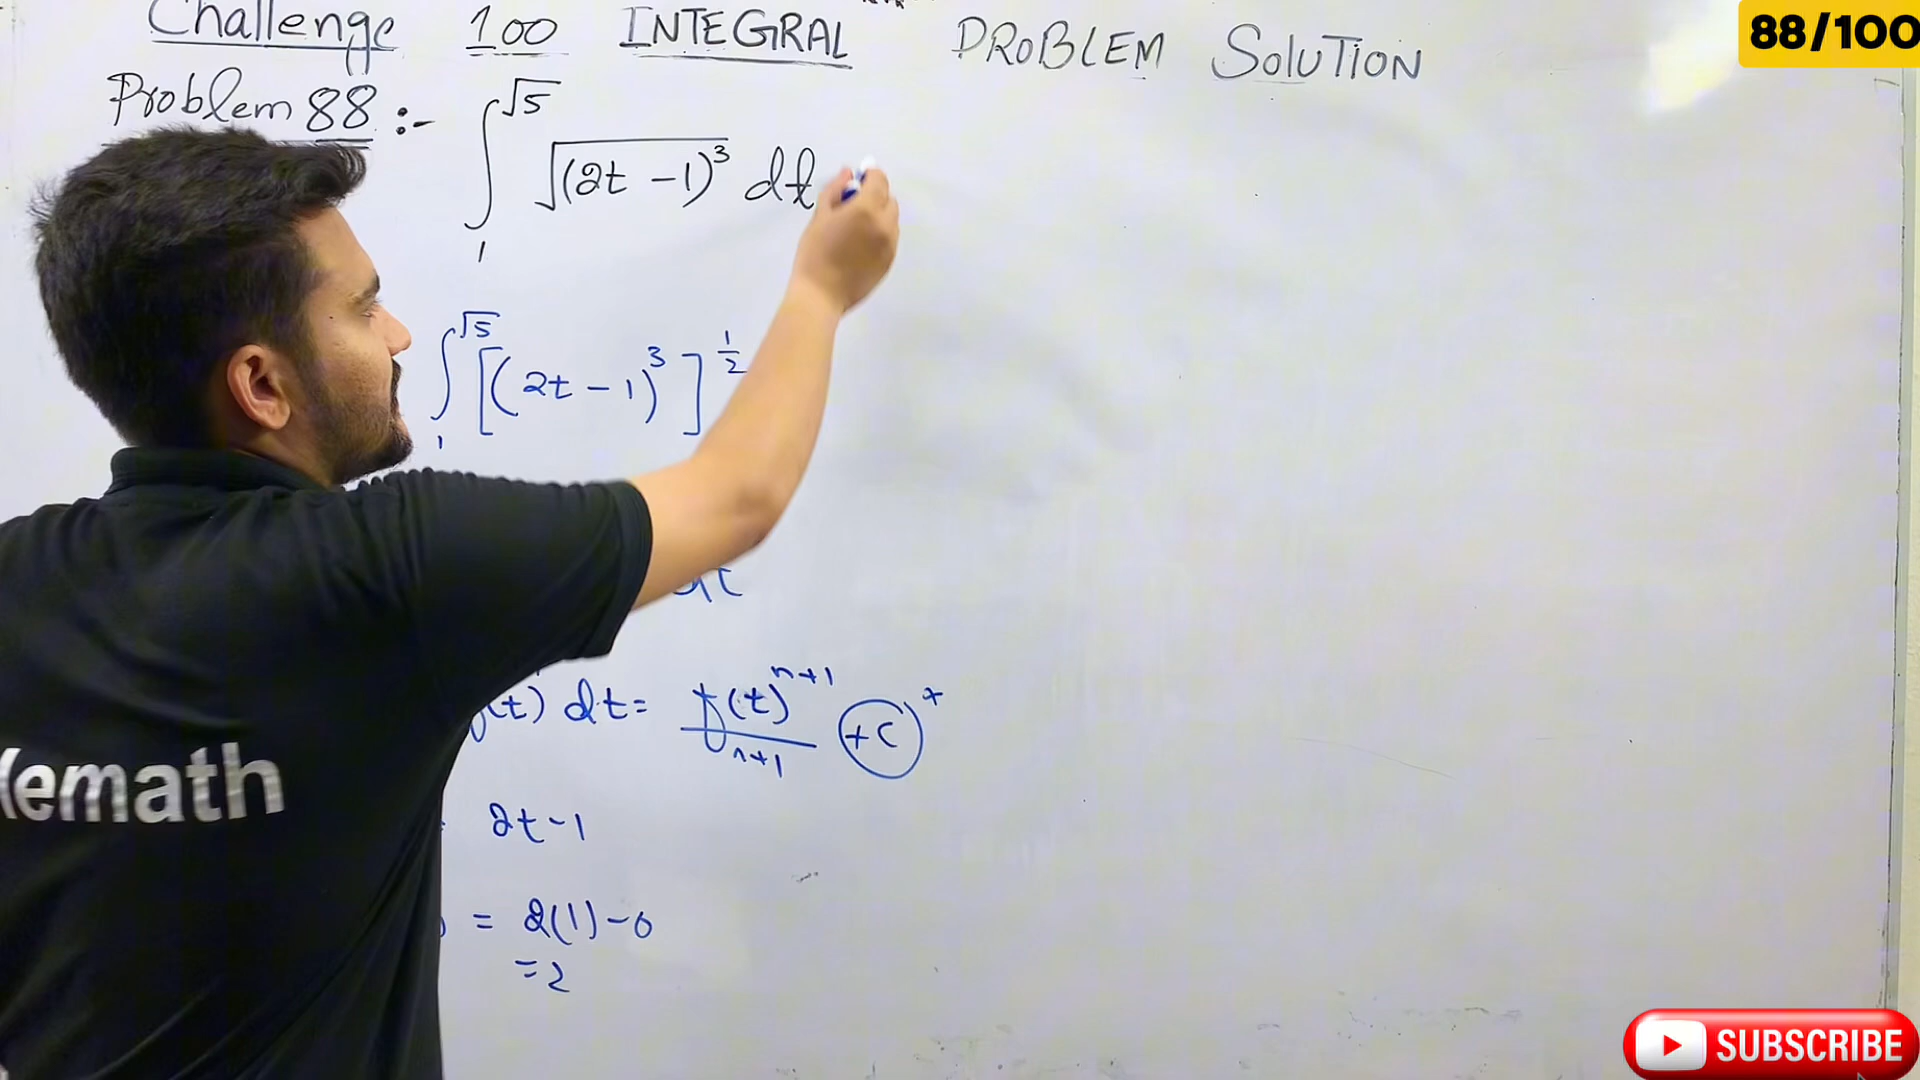 Challenge 100 INTEGRAL PROBLEM SOLUTION
88/100
Problem 88 :- ∫₁^√5 √(2t - 1)³ dt
∫₁^√5 [(2t - 1)³]^½
dt
(t) dt = f(t)^n+1 / n+1 (+C)
2t - 1
= 2(1) - 0
= 2
lemath
SUBSCRIBE